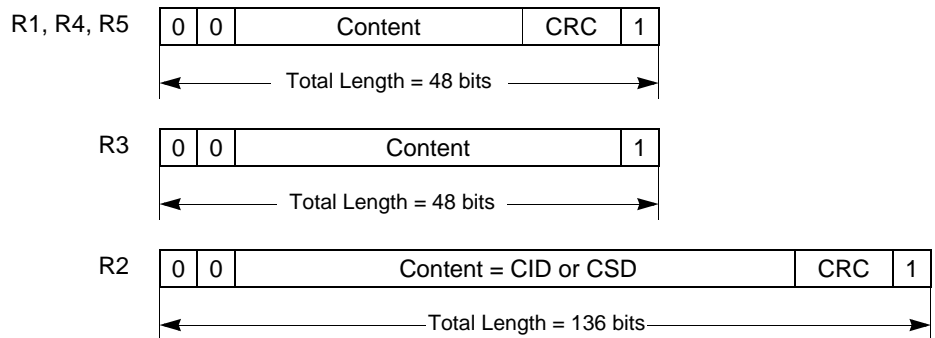 R1, R4, R5 0 0 Content CRC 1
Total Length = 48 bits
R3 0 0 Content 1
Total Length = 48 bits
R2 0 0 Content = CID or CSD CRC 1
Total Length = 136 bits